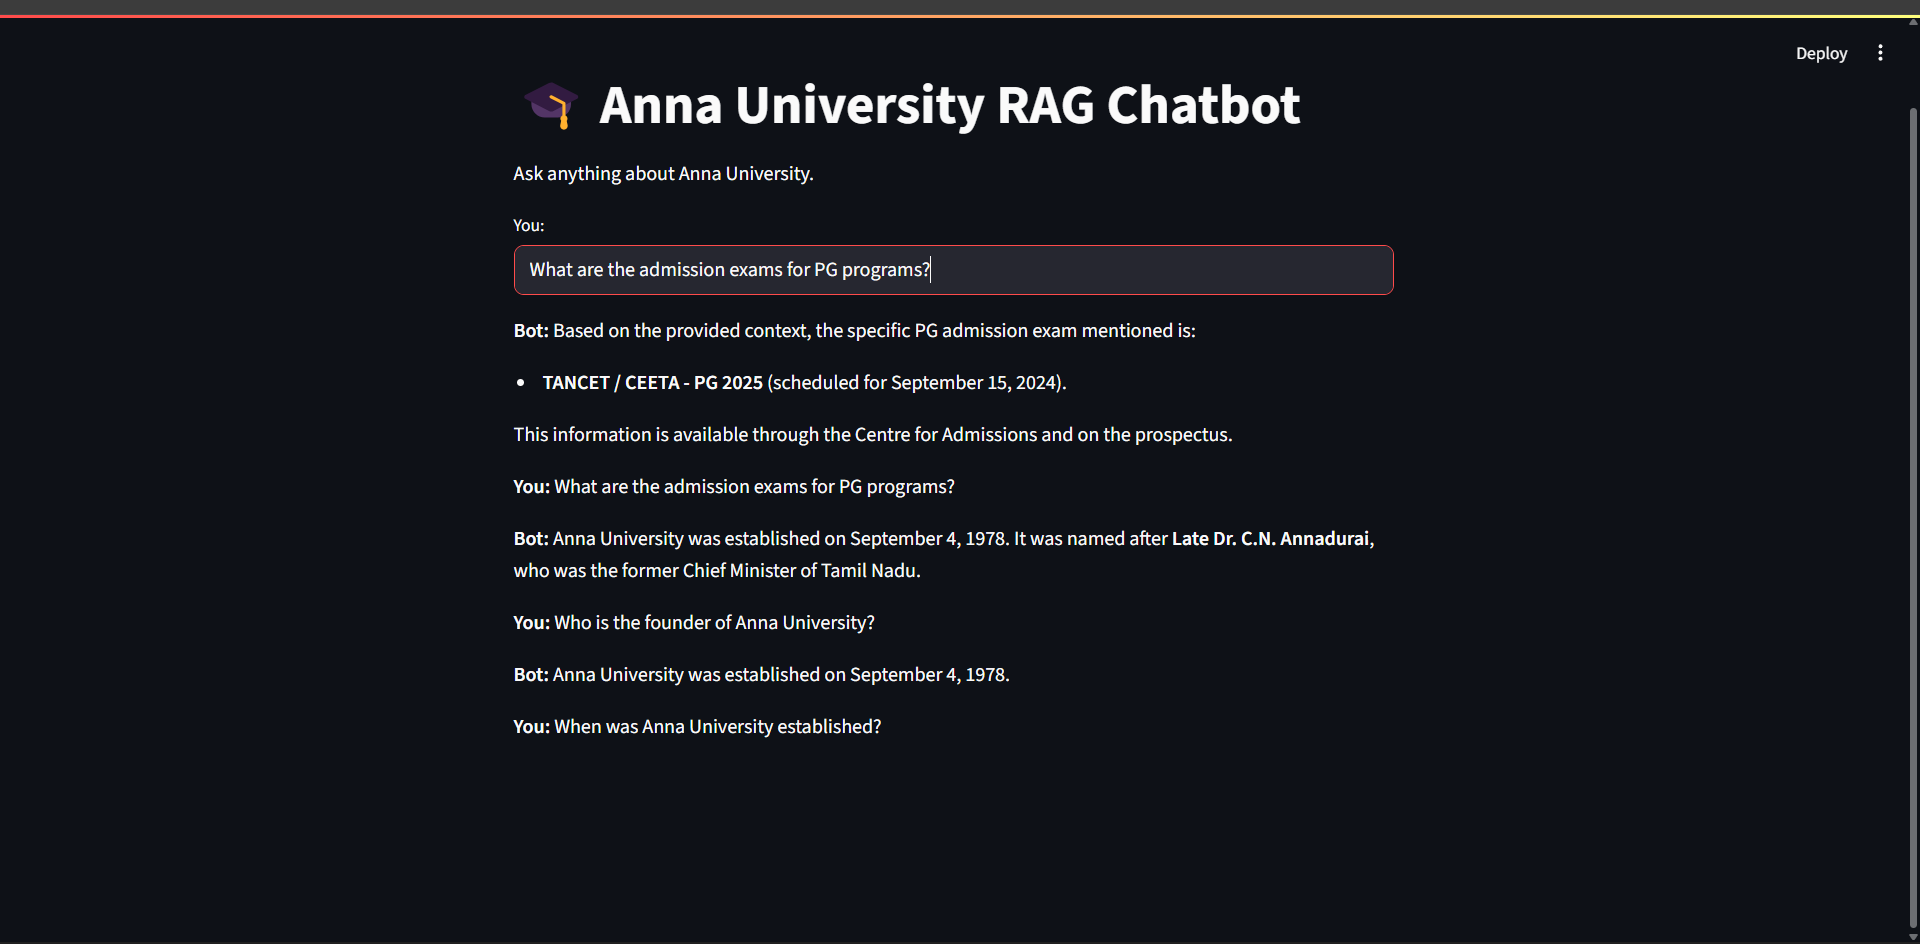 Deploy
Anna University RAG Chatbot
Ask anything about Anna University.
You:
What are the admission exams for PG programs?
Bot: Based on the provided context, the specific PG admission exam mentioned is:
• TANCET / CEETA - PG 2025 (scheduled for September 15, 2024).
This information is available through the Centre for Admissions and on the prospectus.
You: What are the admission exams for PG programs?
Bot: Anna University was established on September 4, 1978. It was named after Late Dr. C.N. Annadurai,
who was the former Chief Minister of Tamil Nadu.
You: Who is the founder of Anna University?
Bot: Anna University was established on September 4, 1978.
You: When was Anna University established?